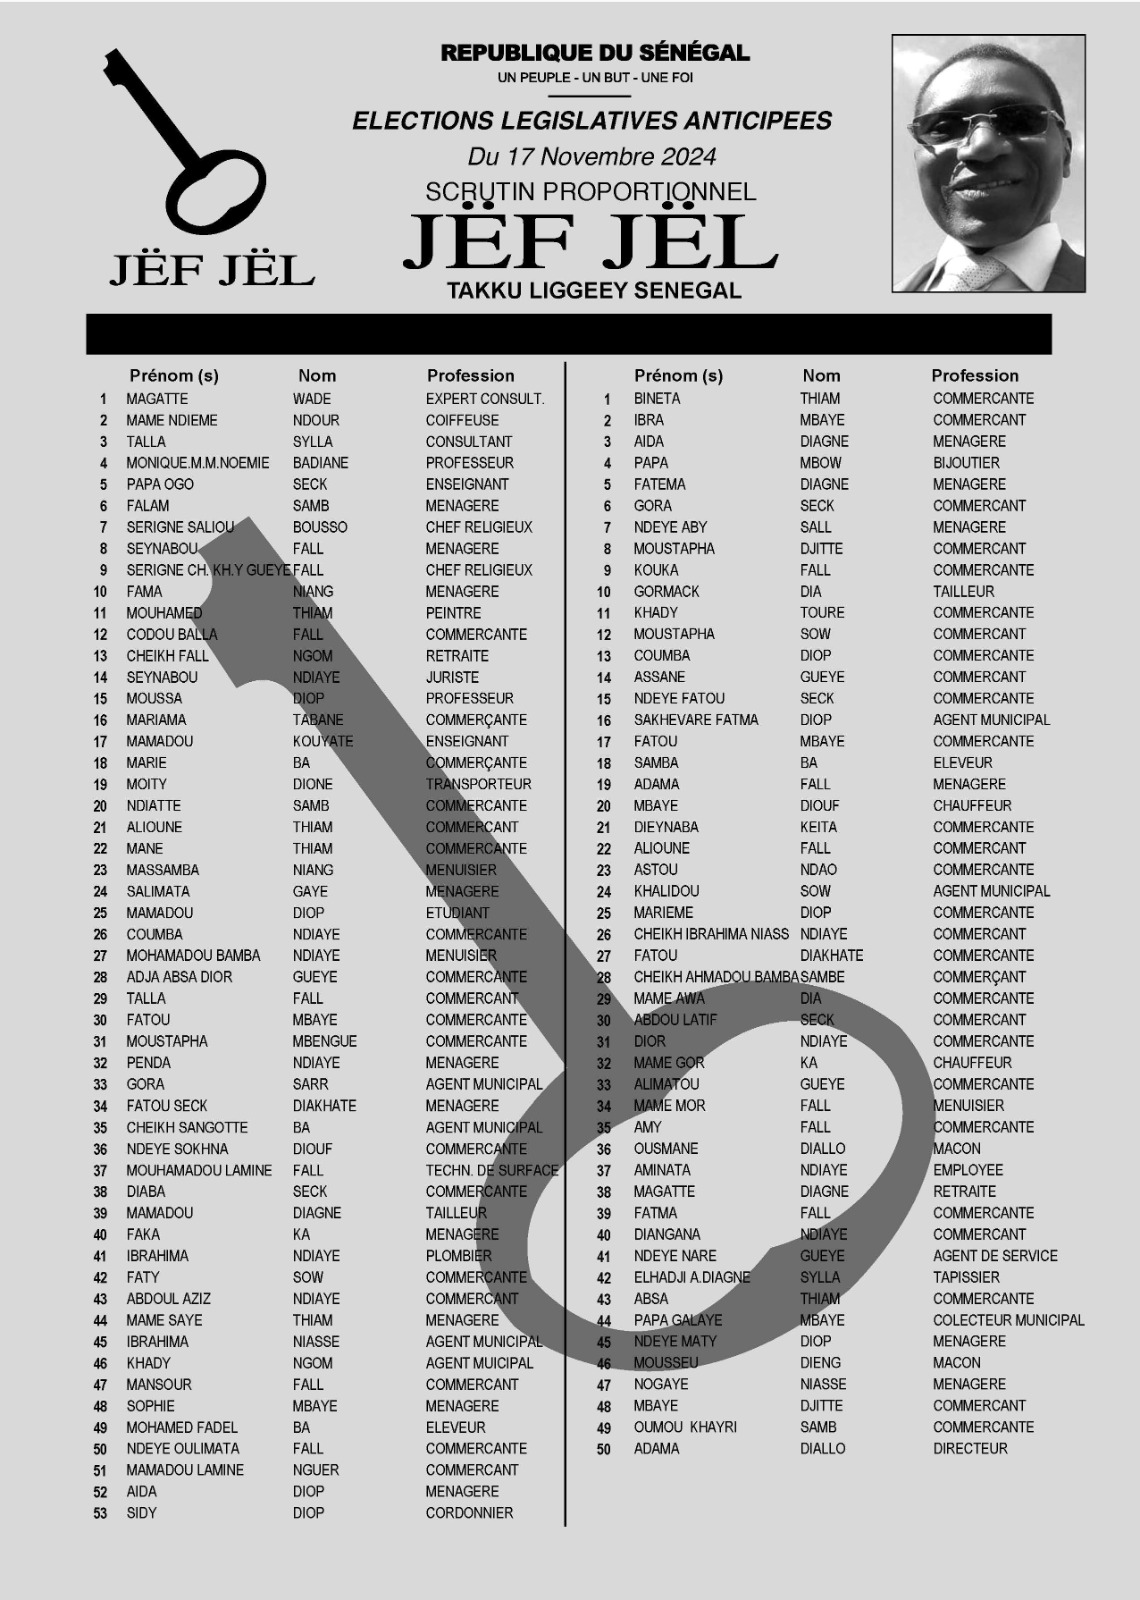 REPUBLIQUE DU SÉNÉGAL
UN PEUPLE - UN BUT - UNE FOI
ELECTIONS LEGISLATIVES ANTICIPEES
Du 17 Novembre 2024
SCRUTIN PROPORTIONNEL
JËF JËL
JËF JËL
TAKKU LIGGEEY SENEGAL
Prénom (s) Nom Profession
1 MAGATTE WADE EXPERT CONSULT.
2 MAME NDIEME NDOUR COIFFEUSE
3 TALLA SYLLA CONSULTANT
4 MONIQUE.M.M.NOEMIE BADIANE PROFESSEUR
5 PAPA OGO SECK ENSEIGNANT
6 FALAM SAMB MENAGERE
7 SERIGNE SALIOU BOUSSO CHEF RELIGIEUX
8 SEYNABOU FALL MENAGERE
9 SERIGNE CH. KH.Y GUEYE FALL CHEF RELIGIEUX
10 FAMA NIANG MENAGERE
11 MOUHAMED THIAM PEINTRE
12 CODOU BALLA FALL COMMERCANTE
13 CHEIKH FALL NGOM RETRAITE
14 SEYNABOU NDIAYE JURISTE
15 MOUSSA DIOP PROFESSEUR
16 MARIAMA TABANE COMMERÇANTE
17 MAMADOU KOUYATE ENSEIGNANT
18 MARIE BA COMMERÇANTE
19 MOITY DIONE TRANSPORTEUR
20 NDIATTE SAMB COMMERCANTE
21 ALIOUNE THIAM COMMERCANT
22 MANE THIAM COMMERCANTE
23 MASSAMBA NIANG MENUISIER
24 SALIMATA GAYE MENAGERE
25 MAMADOU DIOP ETUDIANT
26 COUMBA NDIAYE COMMERCANTE
27 MOHAMADOU BAMBA NDIAYE MENUISIER
28 ADJA ABSA DIOR GUEYE COMMERCANTE
29 TALLA FALL COMMERCANT
30 FATOU MBAYE COMMERCANTE
31 MOUSTAPHA MBENGUE COMMERCANTE
32 PENDA NDIAYE MENAGERE
33 GORA SARR AGENT MUNICIPAL
34 FATOU SECK DIAKHATE MENAGERE
35 CHEIKH SANGOTTE BA AGENT MUNICIPAL
36 NDEYE SOKHNA DIOUF COMMERCANTE
37 MOUHAMADOU LAMINE FALL TECHN. DE SURFACE
38 DIABA SECK COMMERCANTE
39 MAMADOU DIAGNE TAILLEUR
40 FAKA KA MENAGERE
41 IBRAHIMA NDIAYE PLOMBIER
42 FATY SOW COMMERCANTE
43 ABDOUL AZIZ NDIAYE COMMERCANT
44 MAME SAYE THIAM MENAGERE
45 IBRAHIMA NIASSE AGENT MUNICIPAL
46 KHADY NGOM AGENT MUICIPAL
47 MANSOUR FALL COMMERCANT
48 SOPHIE MBAYE MENAGERE
49 MOHAMED FADEL BA ELEVEUR
50 NDEYE OULIMATA FALL COMMERCANTE
51 MAMADOU LAMINE NGUER COMMERCANT
52 AIDA DIOP MENAGERE
53 SIDY DIOP CORDONNIER
Prénom (s) Nom Profession
1 BINETA THIAM COMMERCANTE
2 IBRA MBAYE COMMERCANT
3 AIDA DIAGNE MENAGERE
4 PAPA MBOW BIJOUTIER
5 FATEMA DIAGNE MENAGERE
6 GORA SECK COMMERCANT
7 NDEYE ABY SALL MENAGERE
8 MOUSTAPHA DJITTE COMMERCANT
9 KOUKA FALL COMMERCANTE
10 GORMACK DIA TAILLEUR
11 KHADY TOURE COMMERCANTE
12 MOUSTAPHA SOW COMMERCANT
13 COUMBA DIOP COMMERCANTE
14 ASSANE GUEYE COMMERCANT
15 NDEYE FATOU SECK COMMERCANTE
16 SAKHEVARE FATMA DIOP AGENT MUNICIPAL
17 FATOU MBAYE COMMERCANTE
18 SAMBA BA ELEVEUR
19 ADAMA FALL MENAGERE
20 MBAYE DIOUF CHAUFFEUR
21 DIEYNABA KEITA COMMERCANTE
22 ALIOUNE FALL COMMERCANT
23 ASTOU NDAO COMMERCANTE
24 KHALIDOU SOW AGENT MUNICIPAL
25 MARIEME DIOP COMMERCANTE
26 CHEIKH IBRAHIMA NIASS NDIAYE COMMERCANT
27 FATOU DIAKHATE COMMERCANTE
28 CHEIKH AHMADOU BAMBA SAMBE COMMERÇANT
29 MAME AWA DIA COMMERCANTE
30 ABDOU LATIF SECK COMMERCANT
31 DIOR NDIAYE COMMERCANTE
32 MAME GOR KA CHAUFFEUR
33 ALIMATOU GUEYE COMMERCANTE
34 MAME MOR FALL MENUISIER
35 AMY FALL COMMERCANTE
36 OUSMANE DIALLO MACON
37 AMINATA NDIAYE EMPLOYEE
38 MAGATTE DIAGNE RETRAITE
39 FATMA FALL COMMERCANTE
40 DIANGANA NDIAYE COMMERCANT
41 NDEYE NARE GUEYE AGENT DE SERVICE
42 ELHADJI A.DIAGNE SYLLA TAPISSIER
43 ABSA THIAM COMMERCANTE
44 PAPA GALAYE MBAYE COLECTEUR MUNICIPAL
45 NDEYE MATY DIOP MENAGERE
46 MOUSSEU DIENG MACON
47 NOGAYE NIASSE MENAGERE
48 MBAYE DJITTE COMMERCANT
49 OUMOU KHAYRI SAMB COMMERCANTE
50 ADAMA DIALLO DIRECTEUR